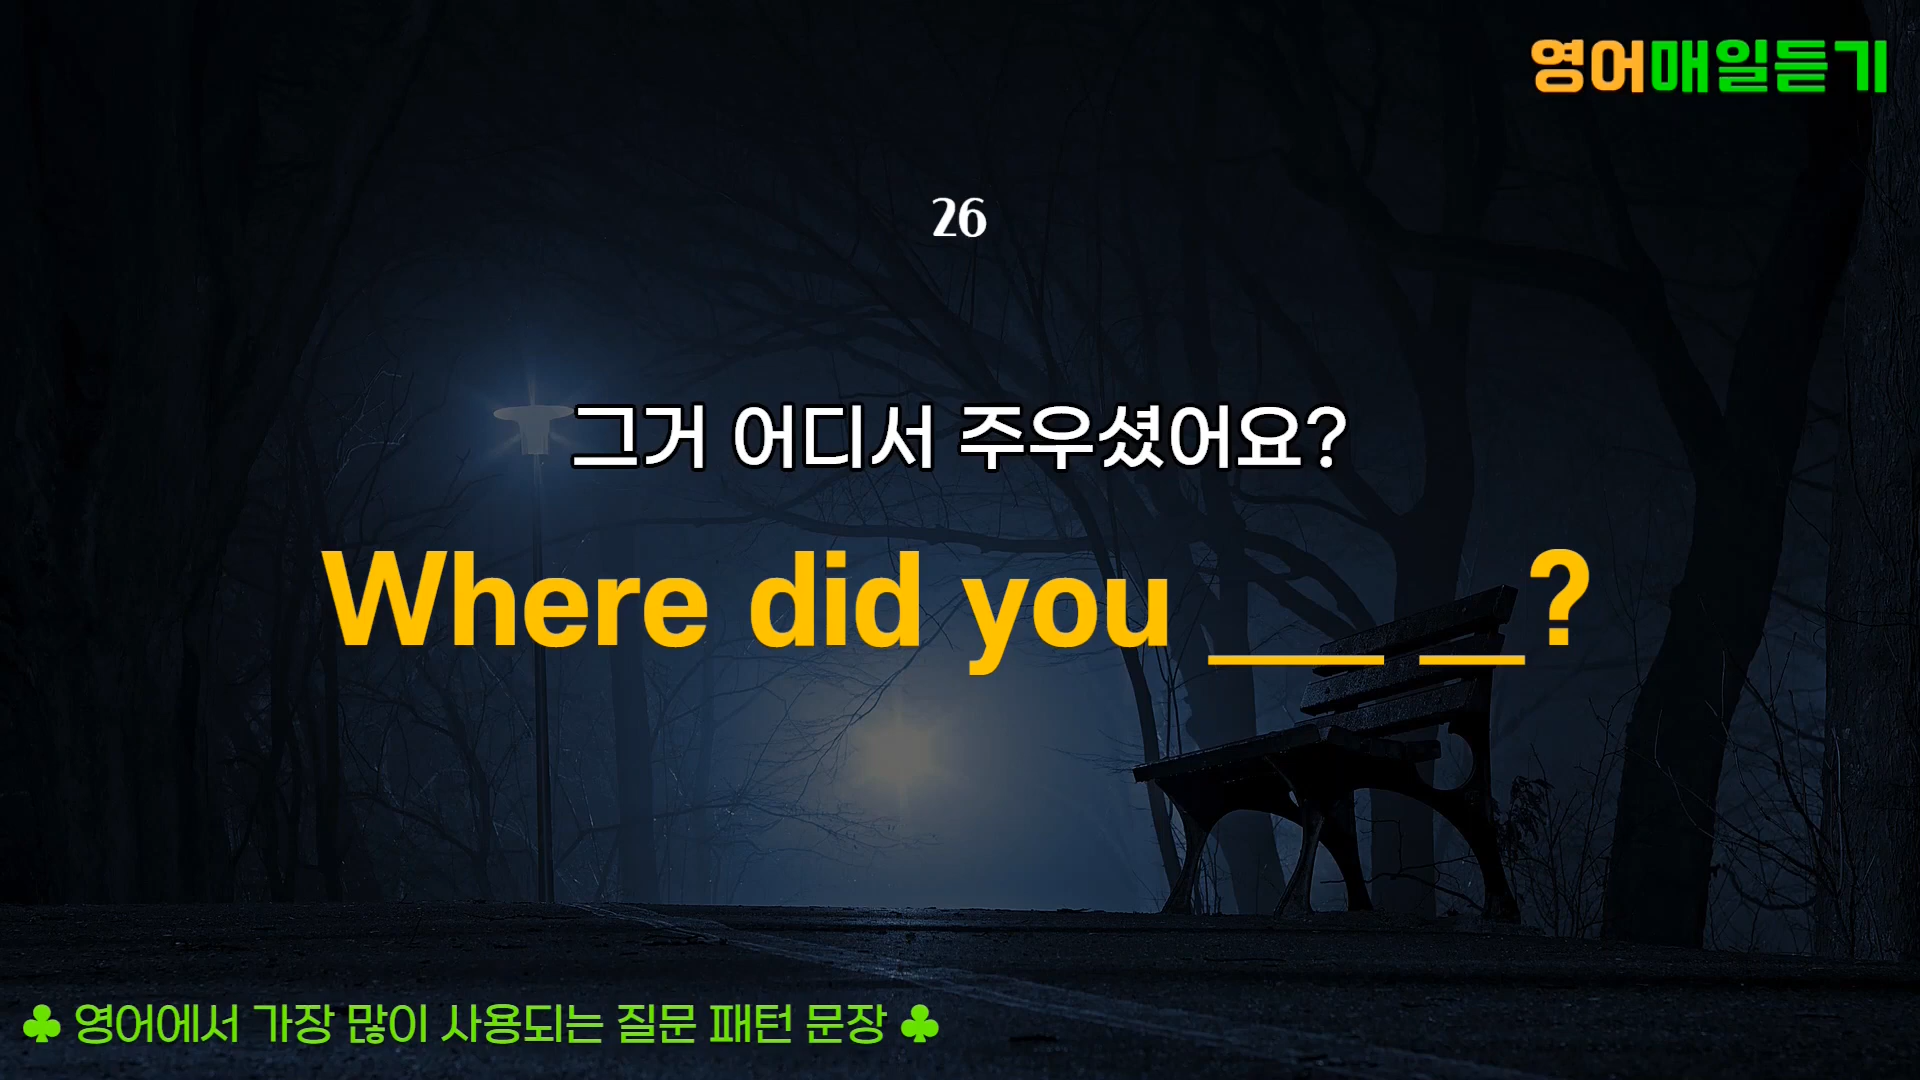 영어매일듣기
26
그거 어디서 주우셨어요?
Where did you _____ ___?
♣ 영어에서 가장 많이 사용되는 질문 패턴 문장 ♣